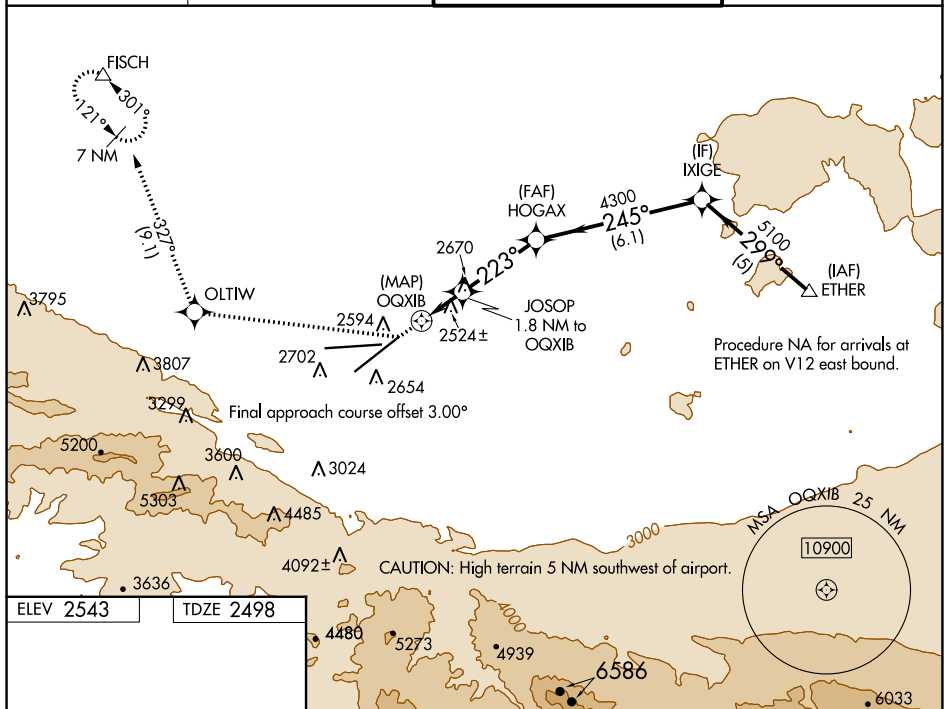 FISCH
301°
121°
7 NM
327°
(9.1)
OLTIW
(IF)
IXIGE
(FAF)
HOGAX
4300
245°
(6.1)
5100
299°
(5)
(IAF)
ETHER
2670
223°
(MAP)
OQXIB
JOSOP
1.8 NM to
OQXIB
2594
2524±
2702
2654
Procedure NA for arrivals at
ETHER on V12 east bound.
3795
3807
3299
Final approach course offset 3.00°
5200
3600
3024
5303
4485
4092±
3000
CAUTION: High terrain 5 NM southwest of airport.
MSA OQXIB 25 NM
10900
3636
ELEV 2543
TDZE 2498
4000
4480
5273
4939
6586
6033